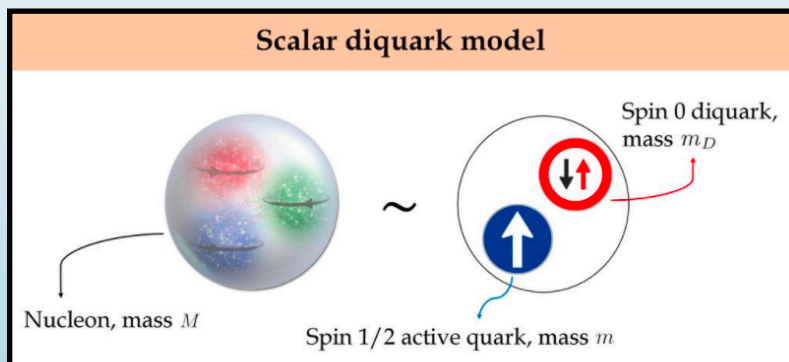 Scalar diquark model
Spin 0 diquark,
mass m_D
~
Nucleon, mass M
Spin 1/2 active quark, mass m